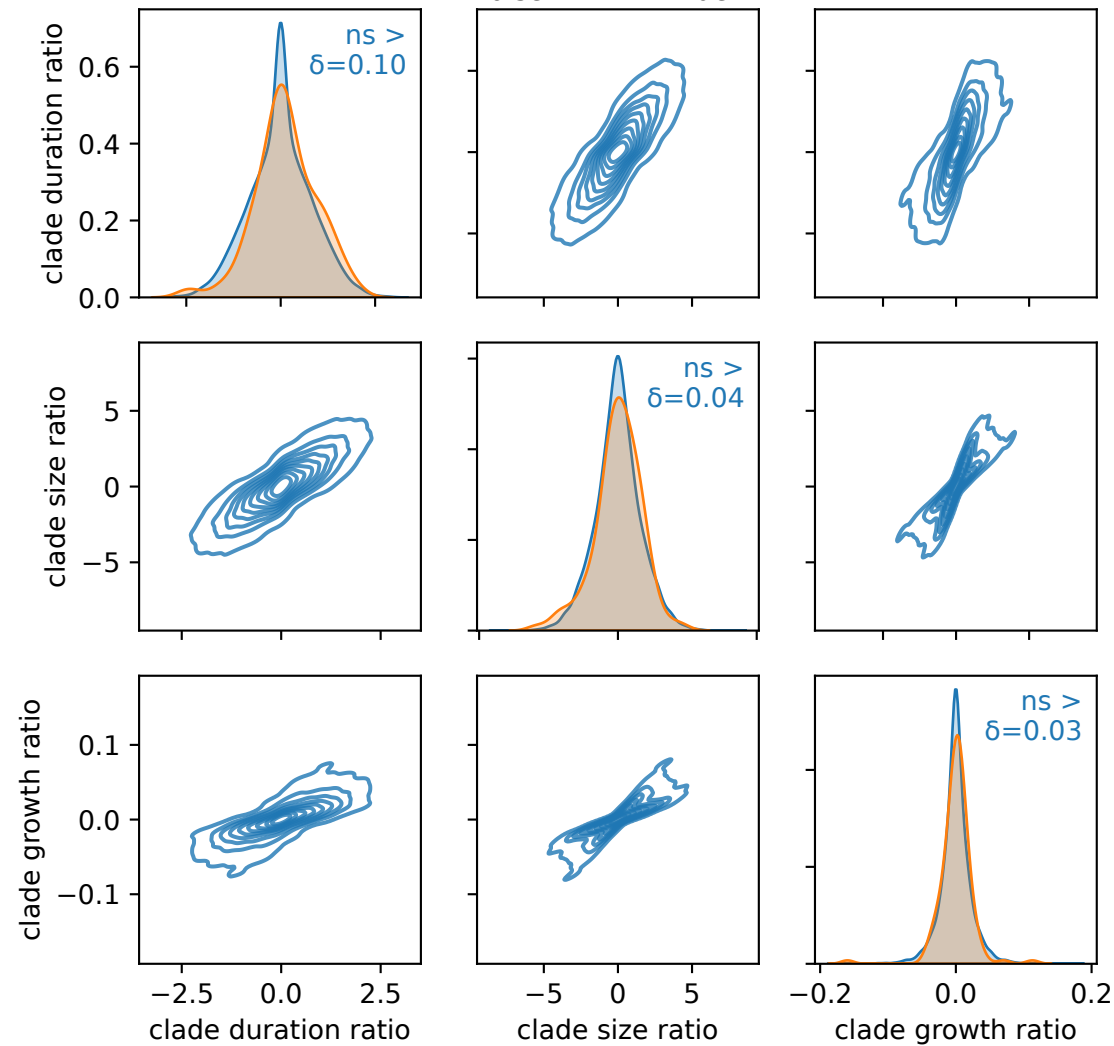 clade duration ratio
0.6
0.4
0.2
0.0
ns >
δ=0.10
clade size ratio
5
0
−5
ns >
δ=0.04
clade growth ratio
0.1
0.0
−0.1
ns >
δ=0.03
−2.5 0.0 2.5
−5 0 5
−0.2 0.0 0.2
clade duration ratio
clade size ratio
clade growth ratio